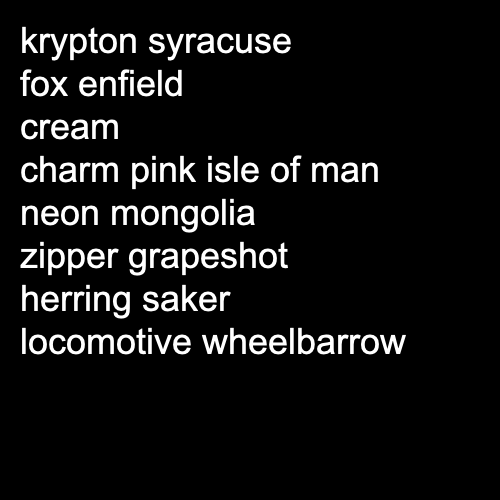 krypton syracuse
fox enfield
cream
charm pink isle of man
neon mongolia
zipper grapeshot
herring saker
locomotive wheelbarrow